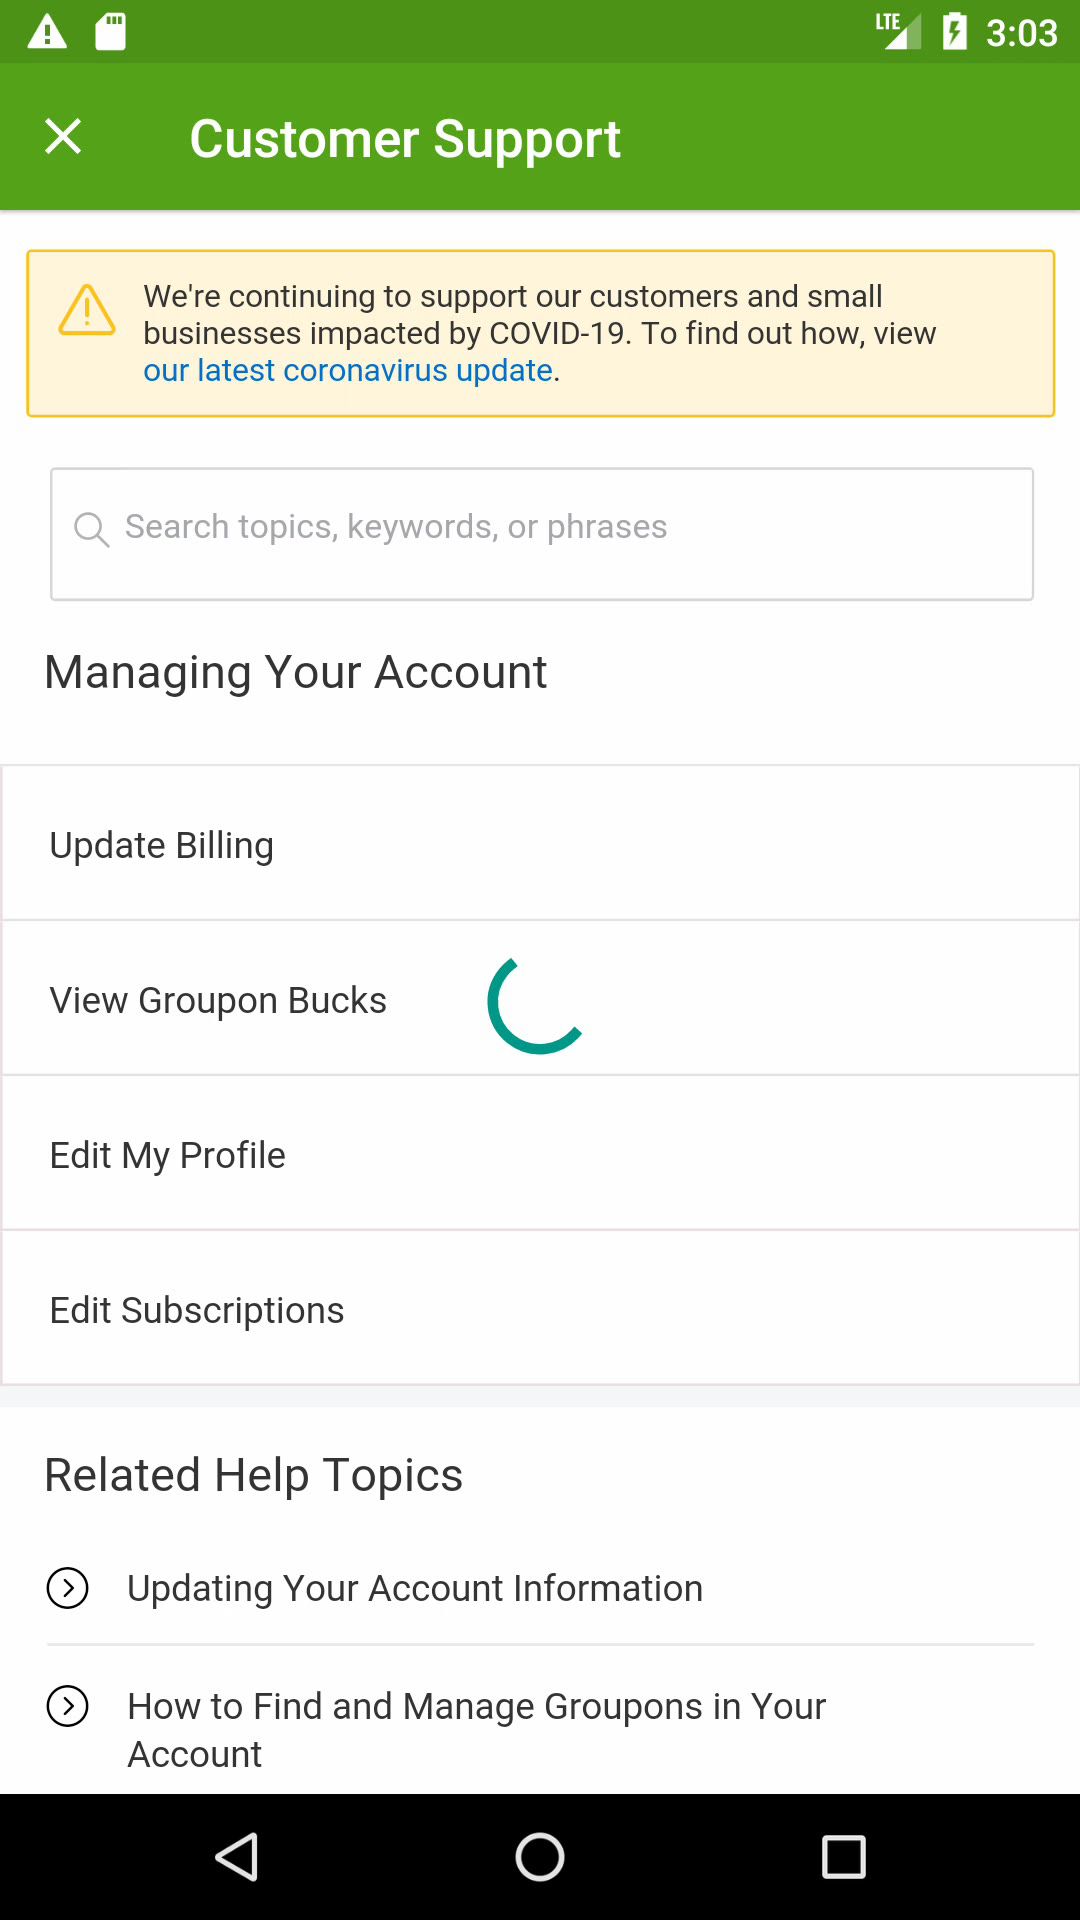 LTE 3:03
Customer Support
We're continuing to support our customers and small
businesses impacted by COVID-19. To find out how, view
our latest coronavirus update.
Search topics, keywords, or phrases
Managing Your Account
Update Billing
View Groupon Bucks
Edit My Profile
Edit Subscriptions
Related Help Topics
Updating Your Account Information
How to Find and Manage Groupons in Your
Account